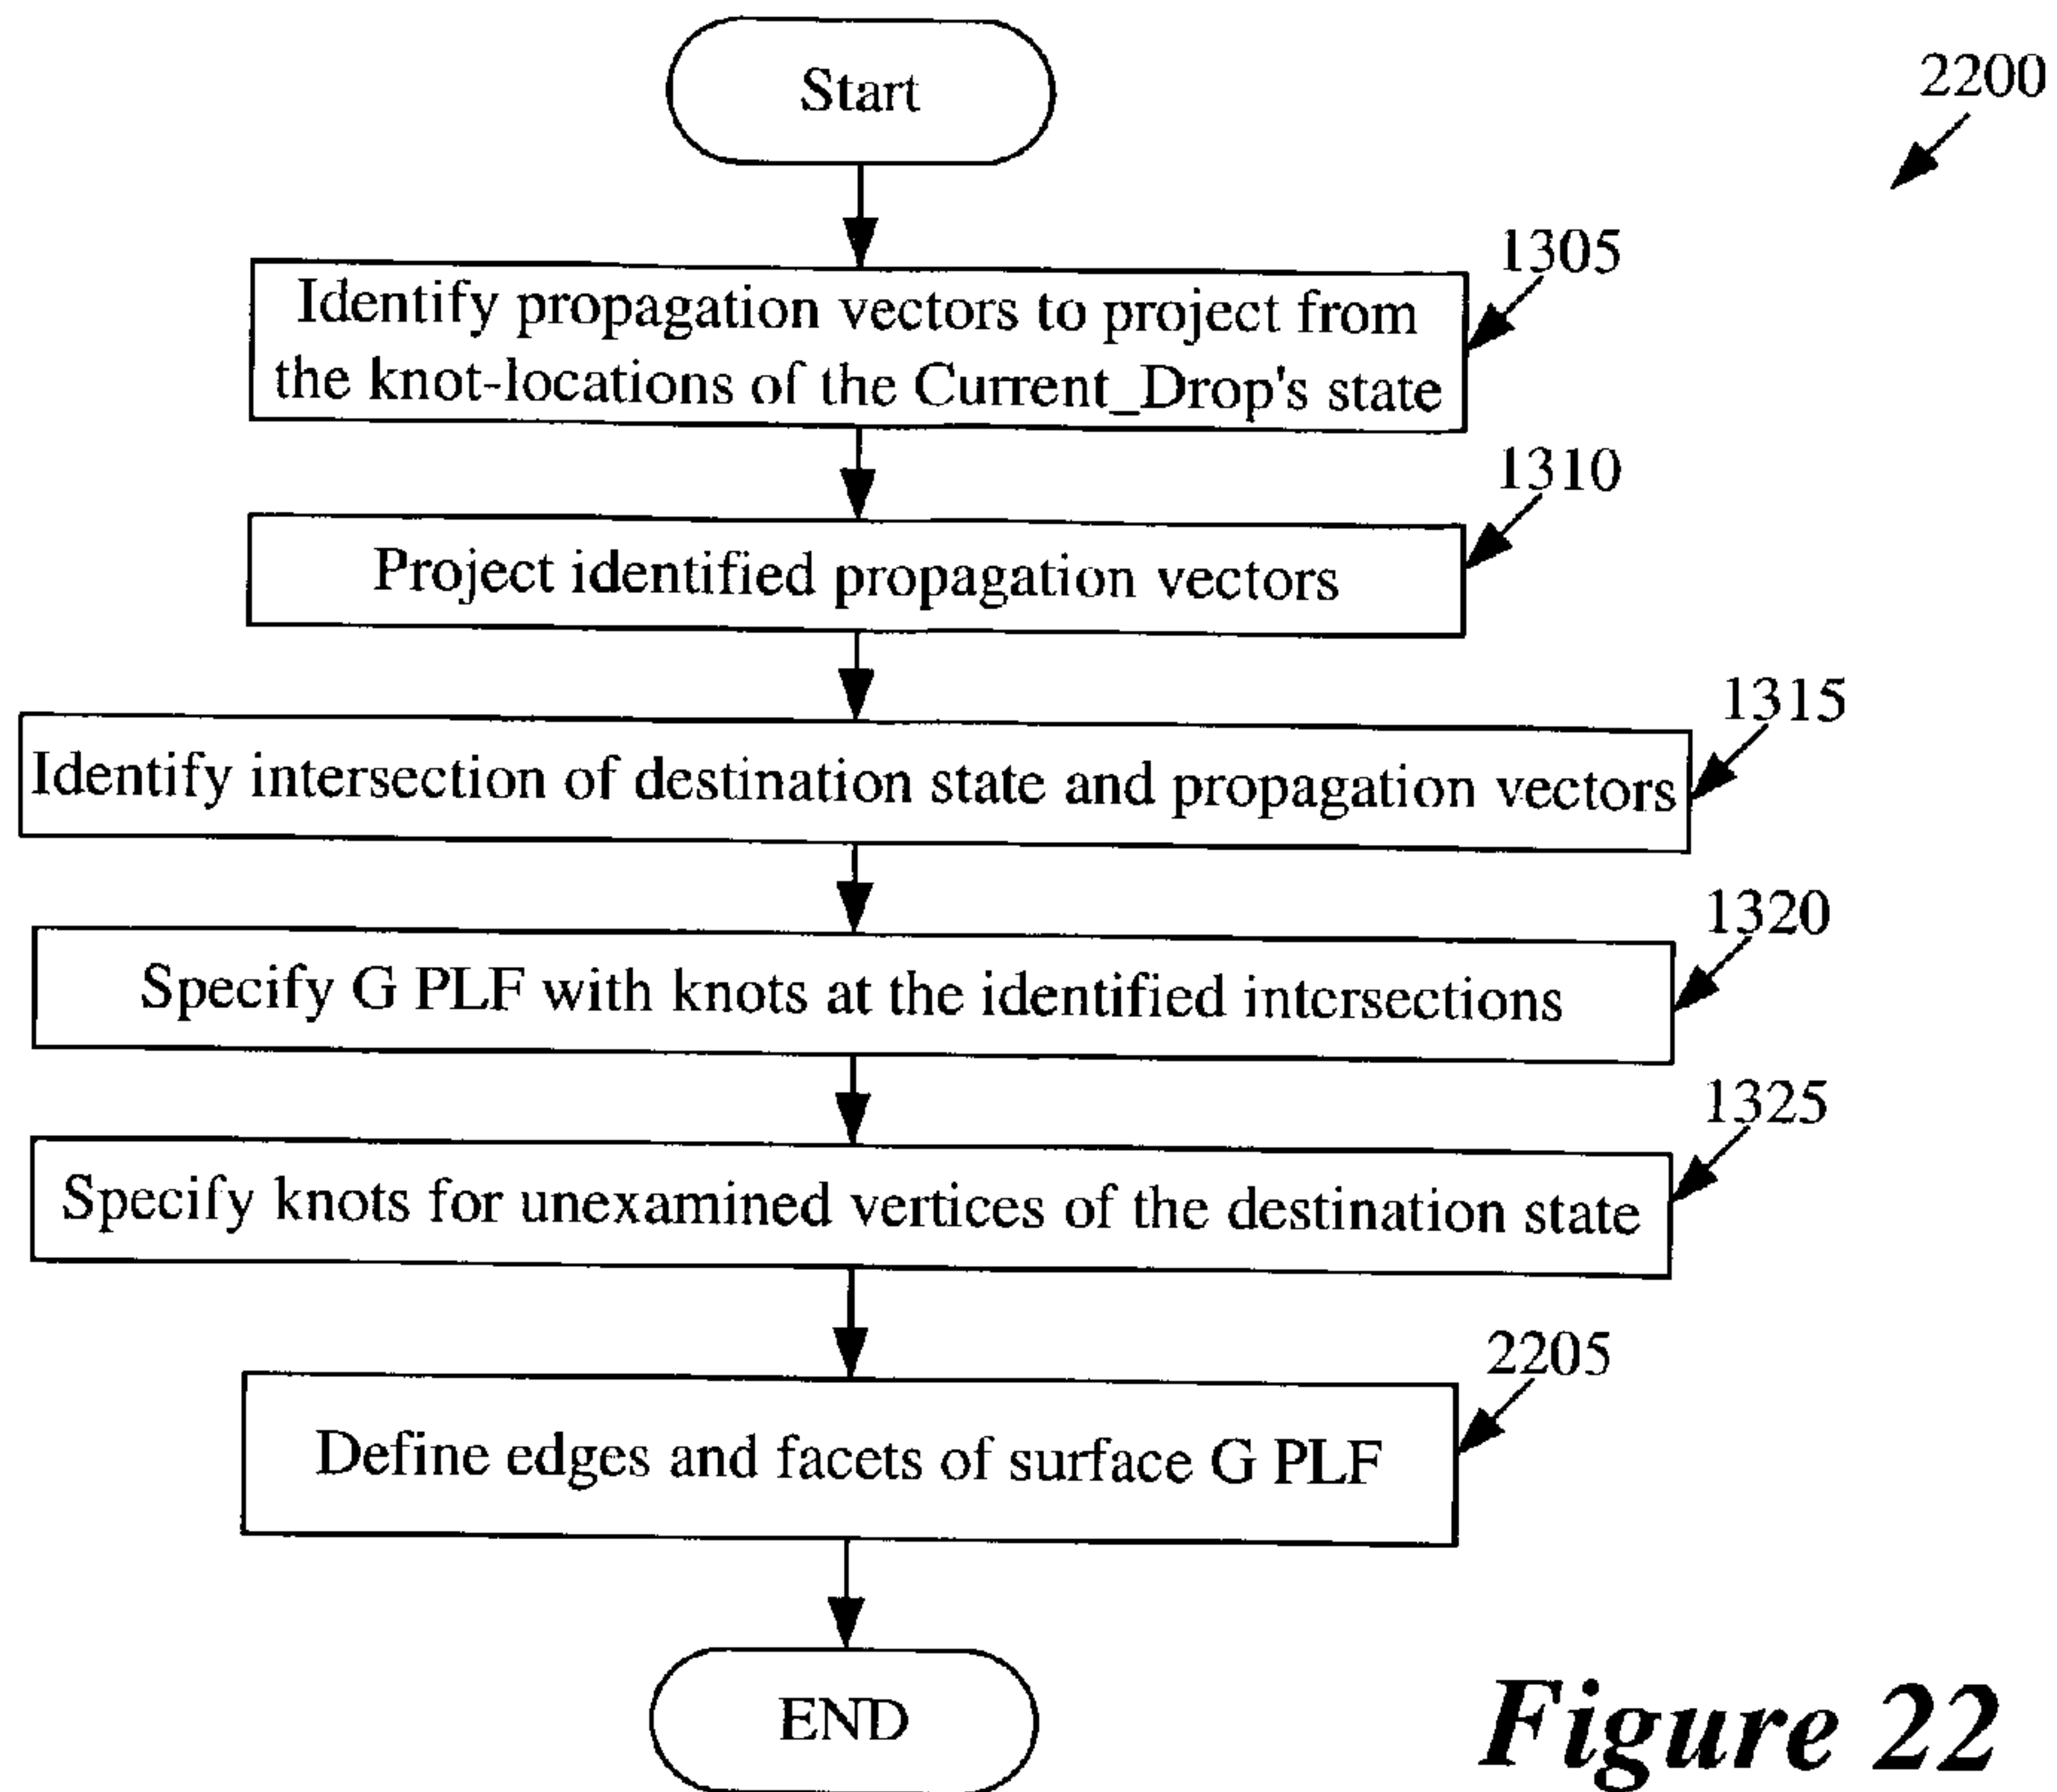 Start
2200
1305
Identify propagation vectors to project from
the knot-locations of the Current_Drop's state
1310
Project identified propagation vectors
1315
Identify intersection of destination state and propagation vectors
1320
Specify G PLF with knots at the identified intersections
1325
Specify knots for unexamined vertices of the destination state
2205
Define edges and facets of surface G PLF
END
Figure 22